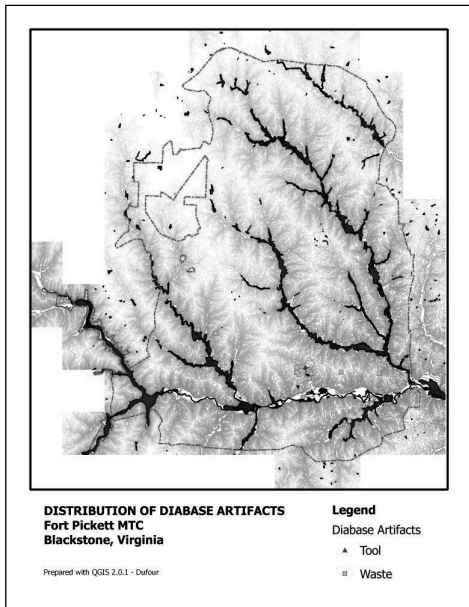 DISTRIBUTION OF DIABASE ARTIFACTS
Fort Pickett MTC
Blackstone, Virginia
Prepared with QGIS 2.0.1 - Dufour
Legend
Diabase Artifacts
Tool
Waste